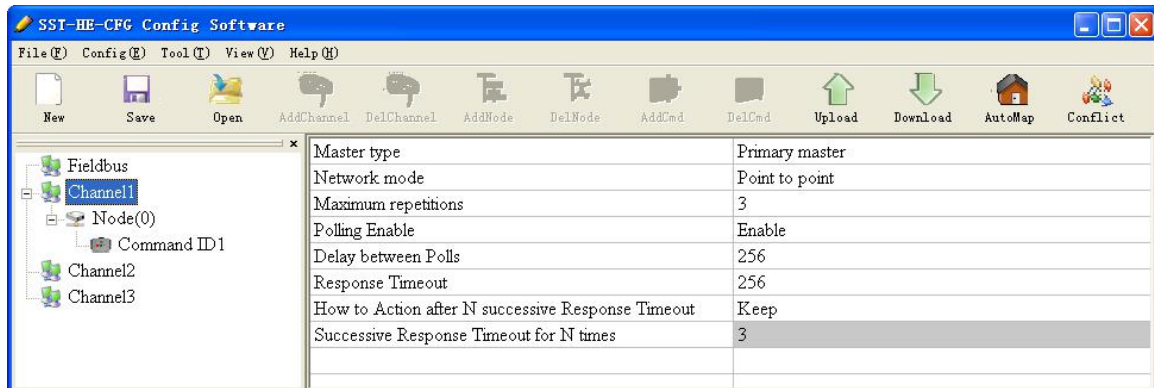 SST-HE-CFG Config Software
File(F) Config(E) Tool(T) View(V) Help(H)
New Save Open AddChannel DelChannel AddNode DelNode AddCmd DelCmd Upload Download AutoMap Conflict
Fieldbus
Channel1
Node(0)
Command ID1
Channel2
Channel3
Master type Primary master
Network mode Point to point
Maximum repetitions 3
Polling Enable Enable
Delay between Polls 256
Response Timeout 256
How to Action after N successive Response Timeout Keep
Successive Response Timeout for N times 3